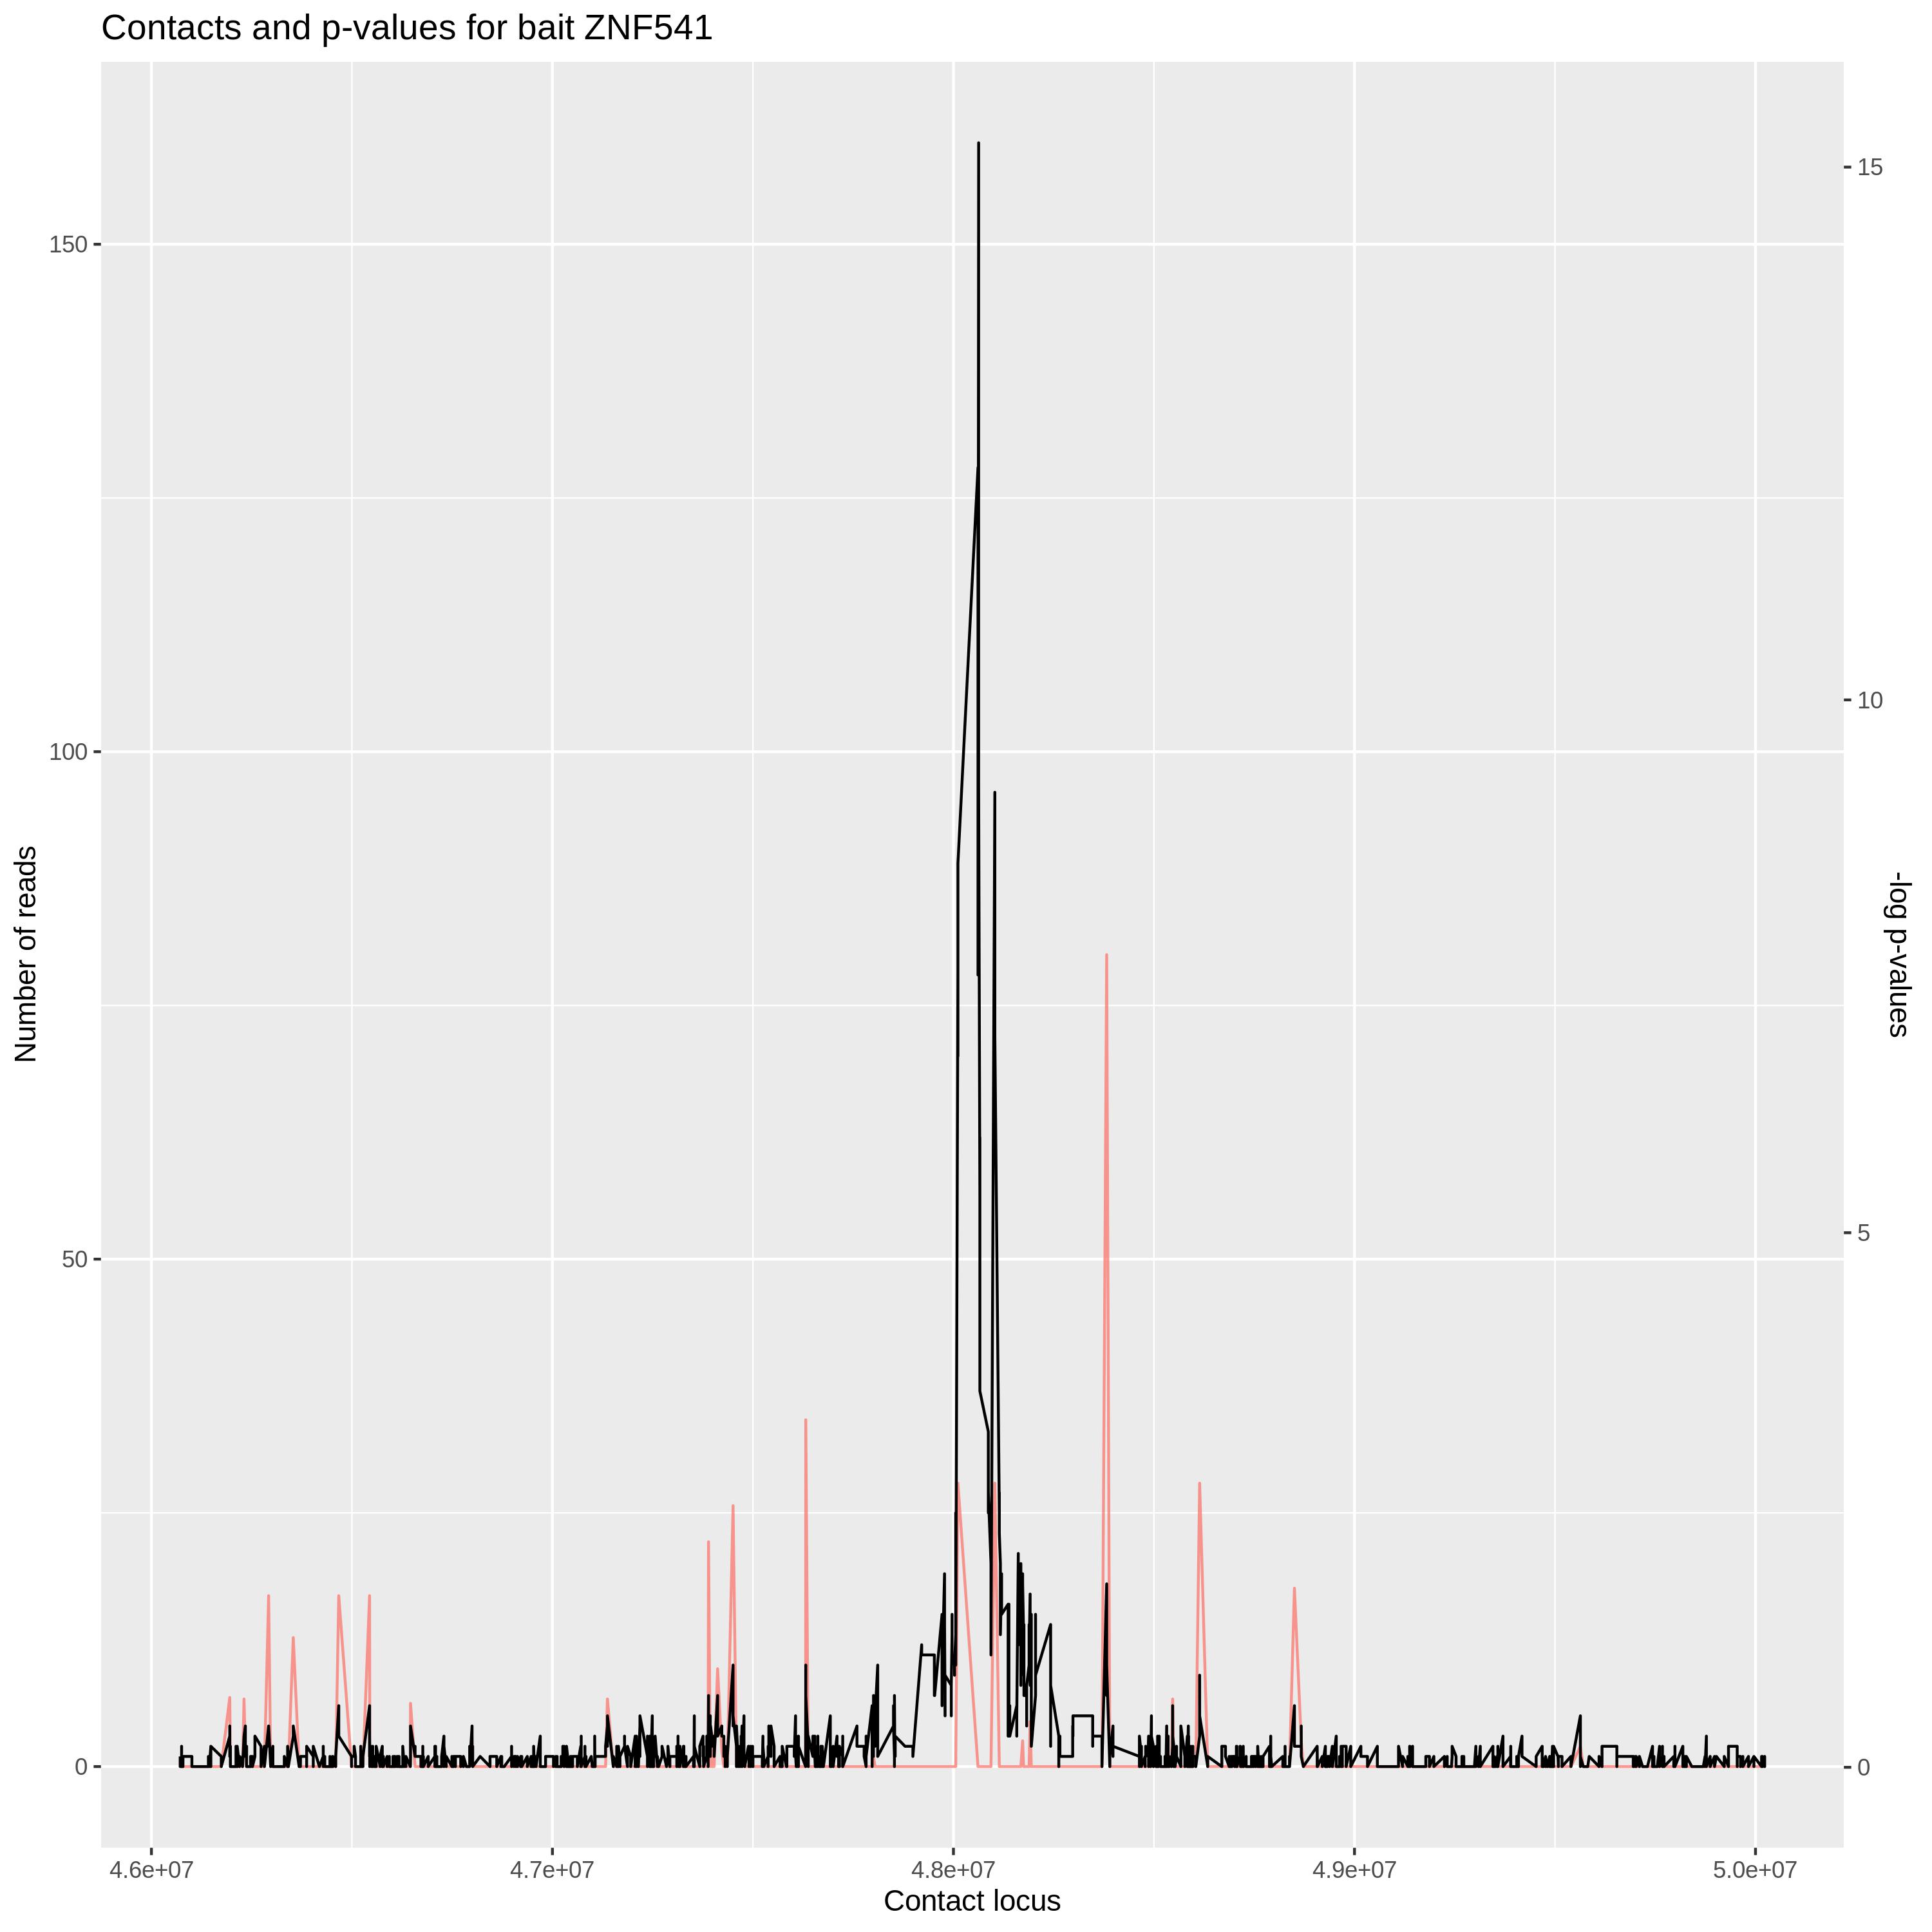 Contacts and p-values for bait ZNF541
15
150
10
100
Number of reads
-log p-values
5
50
0
0
4.6e+07 4.7e+07 4.8e+07 4.9e+07 5.0e+07
Contact locus